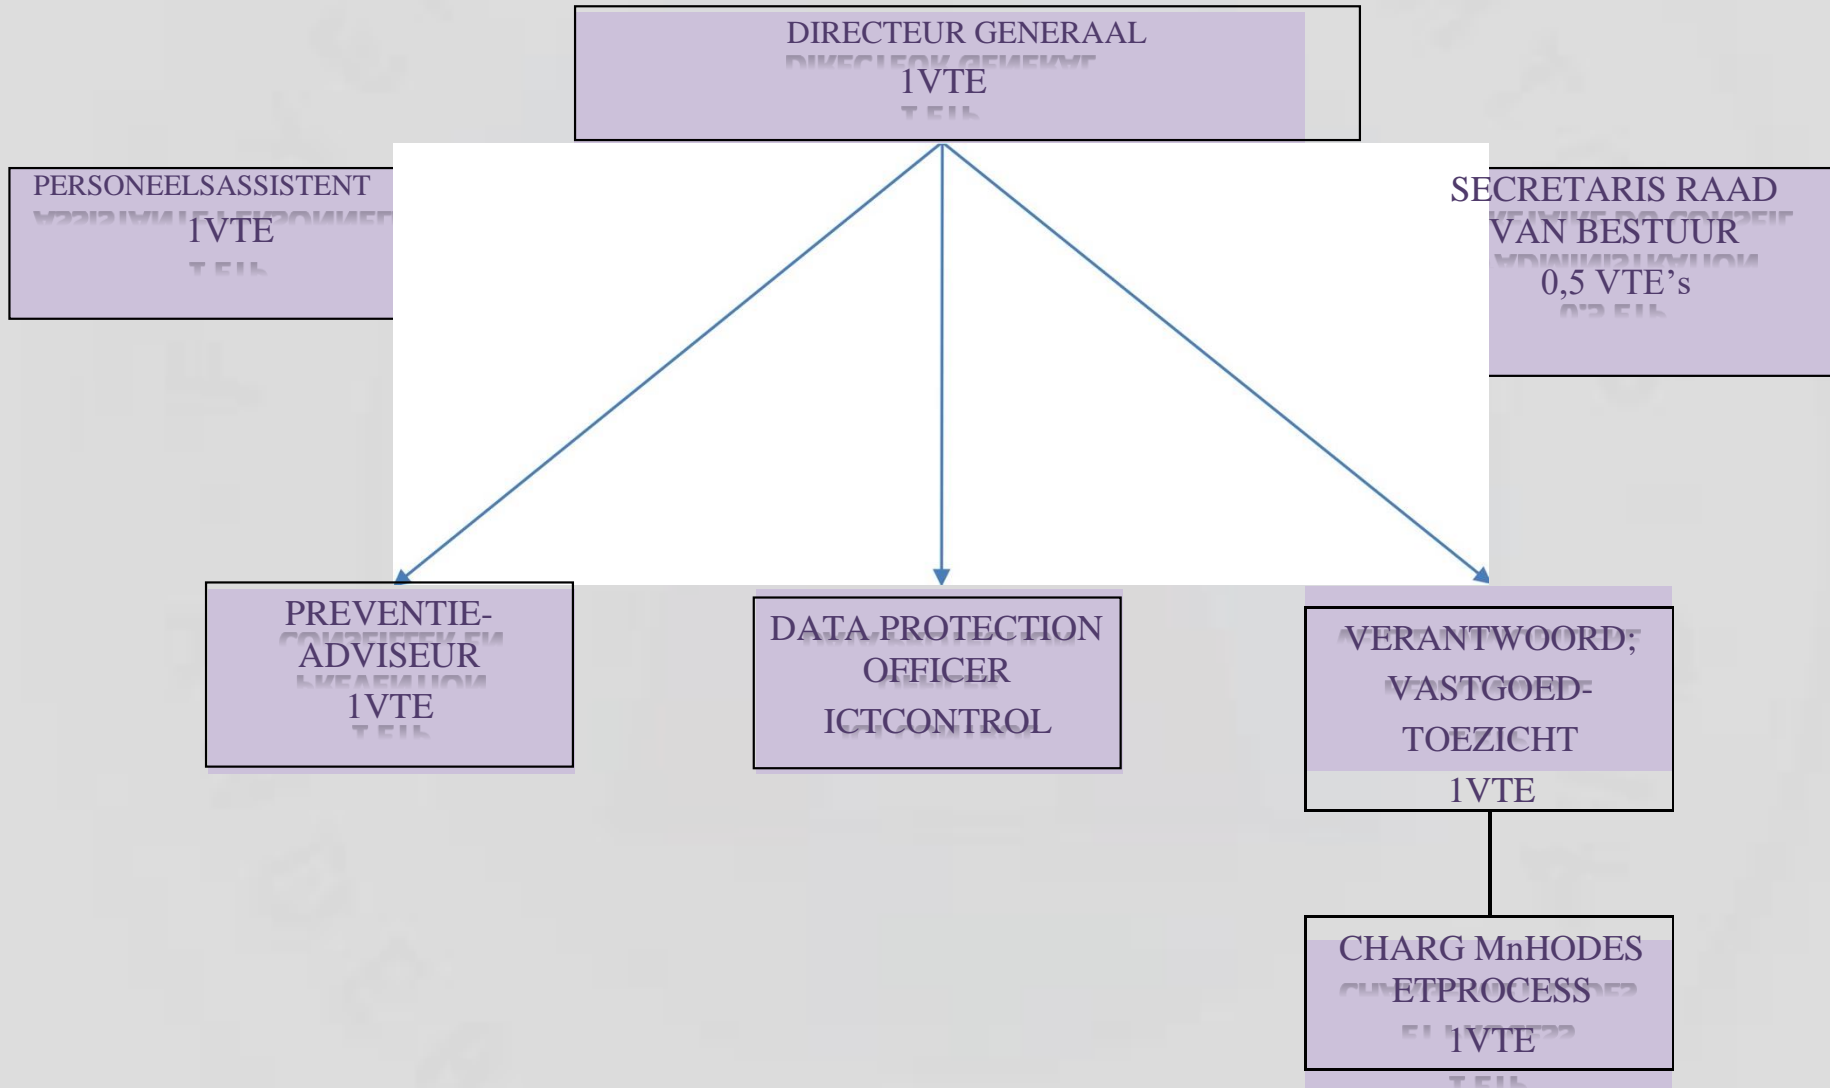 DIRECTEUR GENERAAL
1VTE
PERSONEELSASSISTENT
1VTE
SECRETARIS RAAD
VAN BESTUUR
0,5 VTE’s
PREVENTIE-
ADVISEUR
1VTE
DATA PROTECTION
OFFICER
ICTCONTROL
VERANTWOORD;
VASTGOED-
TOEZICHT
1VTE
CHARG MnHODES
ETPROCESS
1VTE